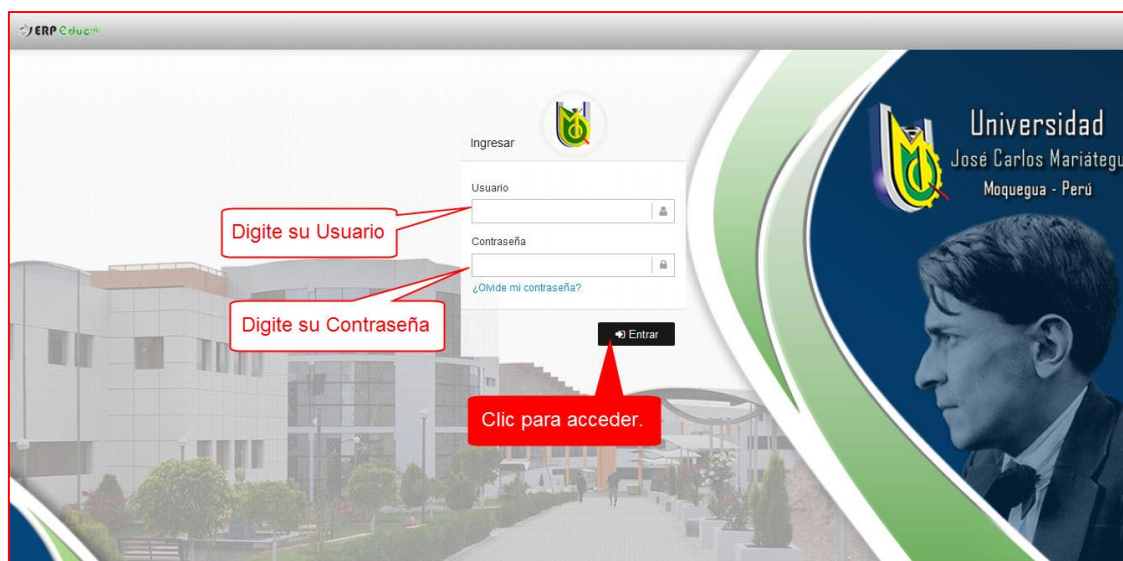 ERP Educa
Universidad
José Carlos Mariátegu
Moquegua - Perú
Ingresar
Usuario
Digite su Usuario
Contraseña
¿Olvide mi contraseña?
Digite su Contraseña
Entrar
Clic para acceder.